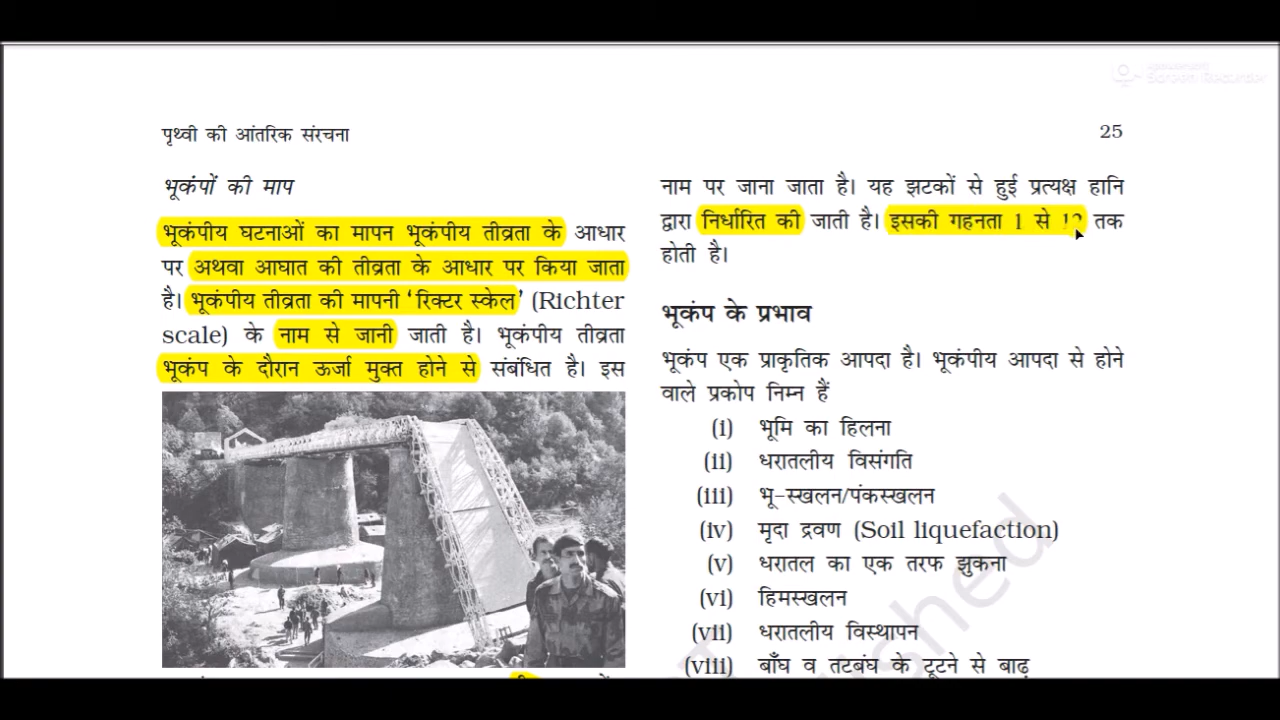 Screen Recorder
पृथ्वी की आंतरिक संरचना
25
भूकंपों की माप
भूकंपीय घटनाओं का मापन भूकंपीय तीव्रता के आधार
पर अथवा आघात की तीव्रता के आधार पर किया जाता
है। भूकंपीय तीव्रता की मापनी ‘रिक्टर स्केल’ (Richter
scale) के नाम से जानी जाती है। भूकंपीय तीव्रता
भूकंप के दौरान ऊर्जा मुक्त होने से संबंधित है। इस
नाम पर जाना जाता है। यह झटकों से हुई प्रत्यक्ष हानि
द्वारा निर्धारित की जाती है। इसकी गहनता 1 से 12 तक
होती है।
भूकंप के प्रभाव
भूकंप एक प्राकृतिक आपदा है। भूकंपीय आपदा से होने
वाले प्रकोप निम्न हैं
(i) भूमि का हिलना
(ii) धरातलीय विसंगति
(iii) भू-स्खलन/पंकस्खलन
(iv) मृदा द्रवण (Soil liquefaction)
(v) धरातल का एक तरफ झुकना
(vi) हिमस्खलन
(vii) धरातलीय विस्थापन
(viii) बाँध व तटबंध के टूटने से बाढ़